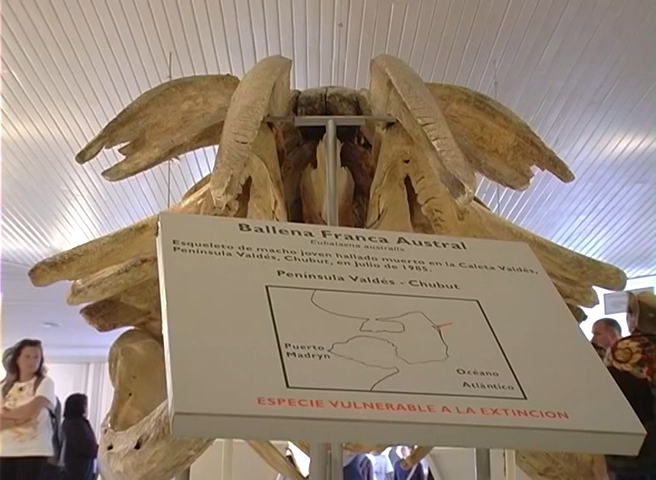 Ballena Franca Austral
Eubalaena australis
Esqueleto de macho joven hallado muerto en la Caleta Valdés,
Península Valdés, Chubut, en julio de 1985.
Península Valdés - Chubut
Puerto
Madryn
Océano
Atlántico
ESPECIE VULNERABLE A LA EXTINCION